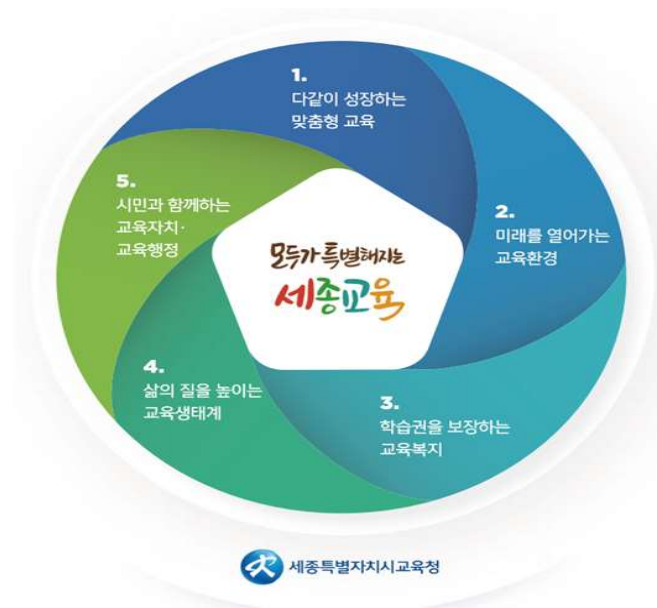 1.
다같이 성장하는
맞춤형 교육
2.
미래를 열어가는
교육환경
3.
학습권을 보장하는
교육복지
4.
삶의 질을 높이는
교육생태계
5.
시민과 함께하는
교육자치·
교육행정
모두가 특별해지는
세종교육
세종특별자치시교육청